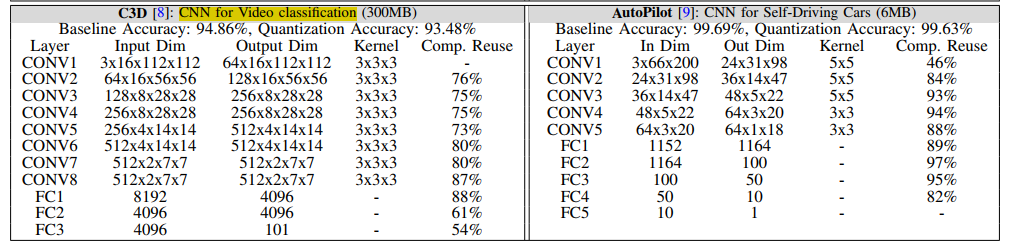 C3D [8]: CNN for Video classification (300MB)
Baseline Accuracy: 94.86%, Quantization Accuracy: 93.48%
Layer Input Dim Output Dim Kernel Comp. Reuse
CONV1 3x16x112x112 64x16x112x112 3x3x3 -
CONV2 64x16x56x56 128x16x56x56 3x3x3 76%
CONV3 128x8x28x28 256x8x28x28 3x3x3 75%
CONV4 256x8x28x28 256x8x28x28 3x3x3 75%
CONV5 256x4x14x14 512x4x14x14 3x3x3 73%
CONV6 512x4x14x14 512x4x14x14 3x3x3 80%
CONV7 512x2x7x7 512x2x7x7 3x3x3 80%
CONV8 512x2x7x7 512x2x7x7 3x3x3 87%
FC1 8192 4096 - 88%
FC2 4096 4096 - 61%
FC3 4096 101 - 54%
AutoPilot [9]: CNN for Self-Driving Cars (6MB)
Baseline Accuracy: 99.69%, Quantization Accuracy: 99.63%
Layer In Dim Out Dim Kernel Comp. Reuse
CONV1 3x66x200 24x31x98 5x5 46%
CONV2 24x31x98 36x14x47 5x5 84%
CONV3 36x14x47 48x5x22 5x5 93%
CONV4 48x5x22 64x3x20 3x3 94%
CONV5 64x3x20 64x1x18 3x3 88%
FC1 1152 1164 - 89%
FC2 1164 100 - 97%
FC3 100 50 - 95%
FC4 50 10 - 82%
FC5 10 1 - -